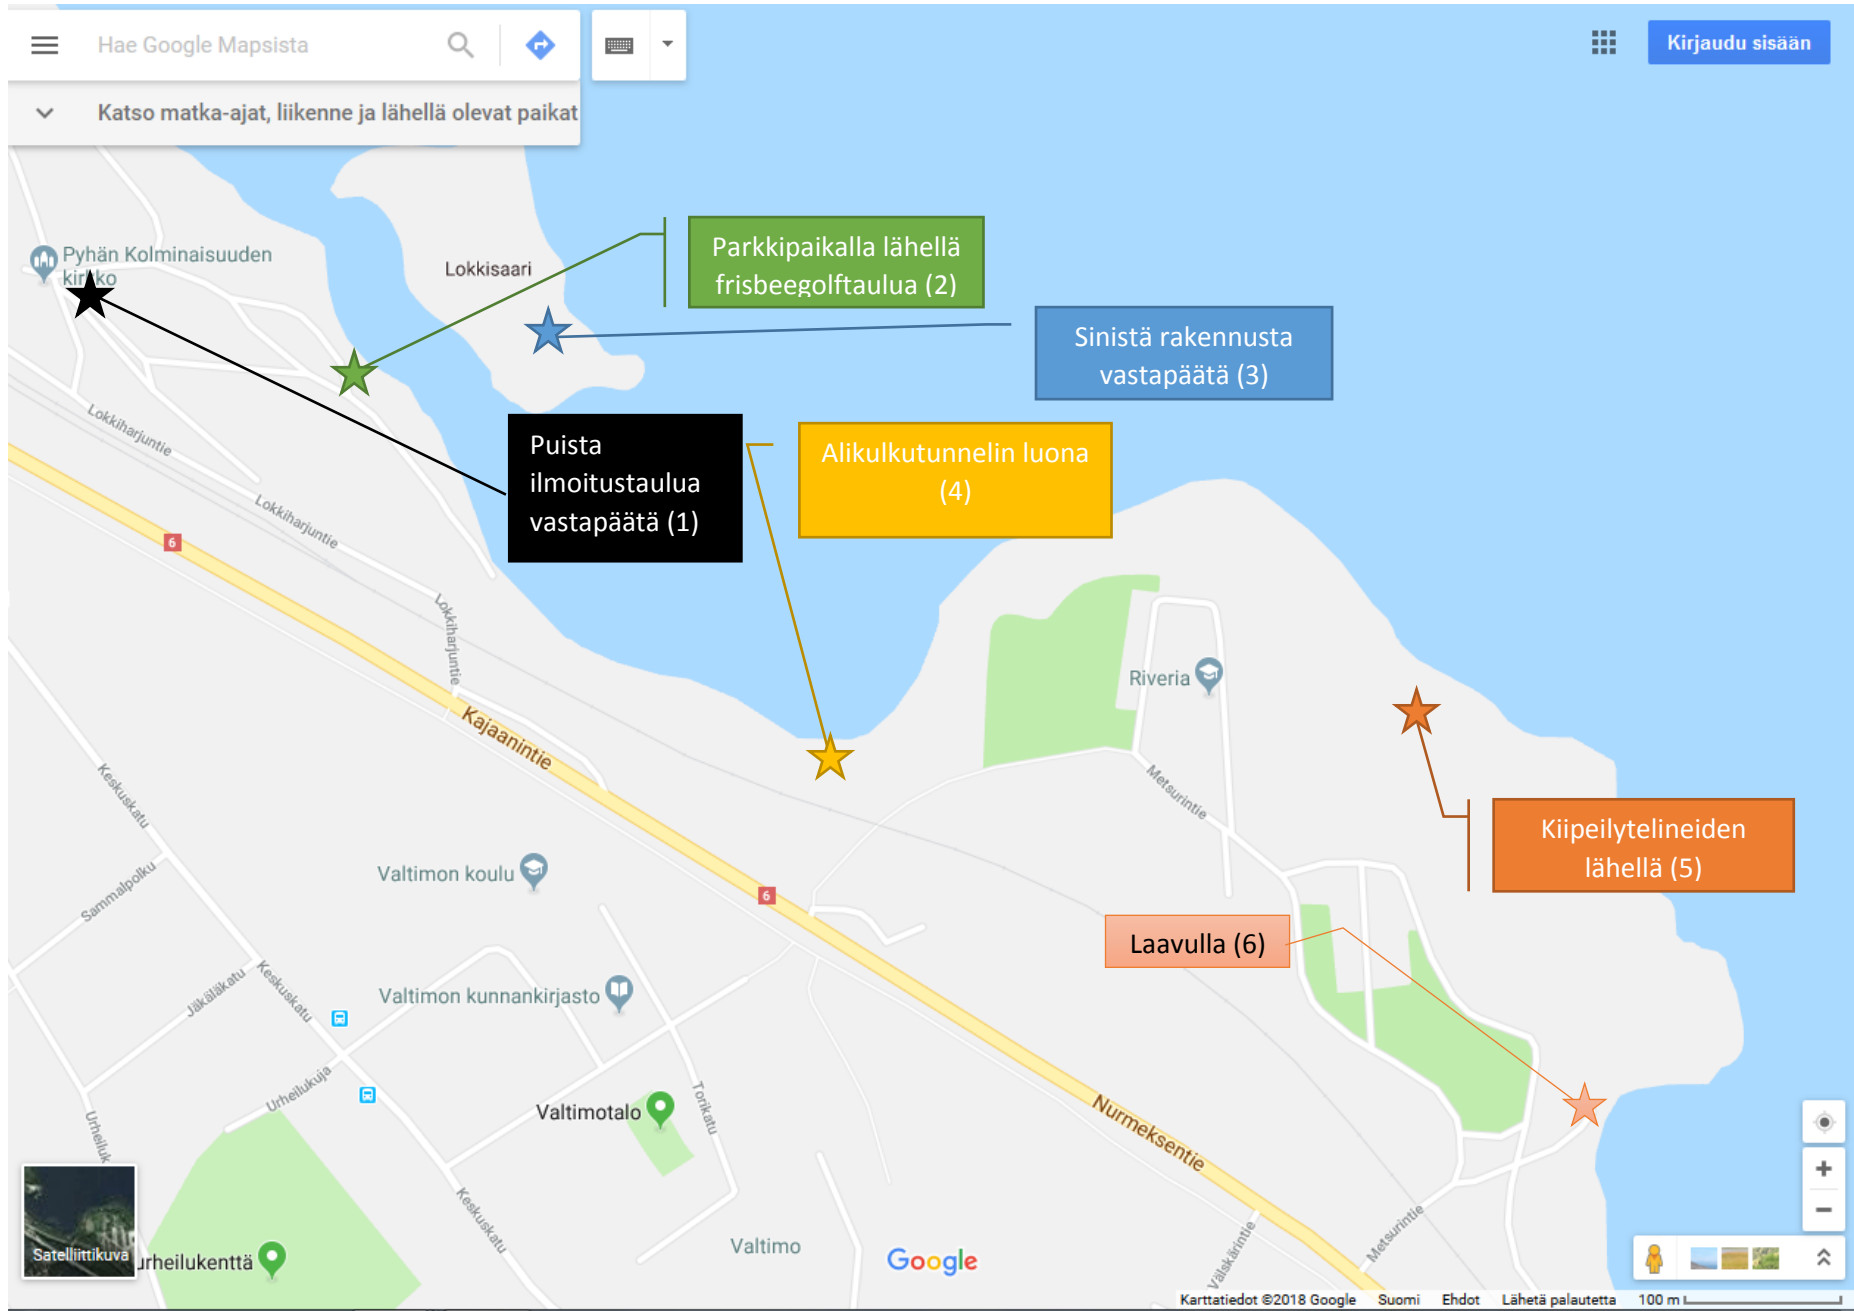 Hae Google Mapsista
Kirjaudu sisään
Katso matka-ajat, liikenne ja lähellä olevat paikat
Pyhän Kolminaisuuden
kirkko
Lokkisaari
Parkkipaikalla lähellä
frisbeegolftaulua (2)
Sinistä rakennusta
vastapäätä (3)
Puista
ilmoitustaulua
vastapäätä (1)
Alikulkutunnelin luona
(4)
Lokkiharjuntie
Lokkiharjuntie
6
Lokkiharjuntie
Kajaanintie
Riveria
Metsurintie
Kiipeilytelineiden
lähellä (5)
Keskuskatu
Sammalpolku
Valtimon koulu
6
Laavulla (6)
Jäkäläkatu
Keskuskatu
Valtimon kunnankirjasto
Urheilukuja
Urheiluk
Valtimotalo
Torikatu
Nurmeksentie
Keskuskatu
Satelliittikuva
urheilukenttä
Valtimo
Google
Välskärintie
Metsurintie
Karttatiedot ©2018 Google Suomi Ehdot Lähetä palautetta 100 m